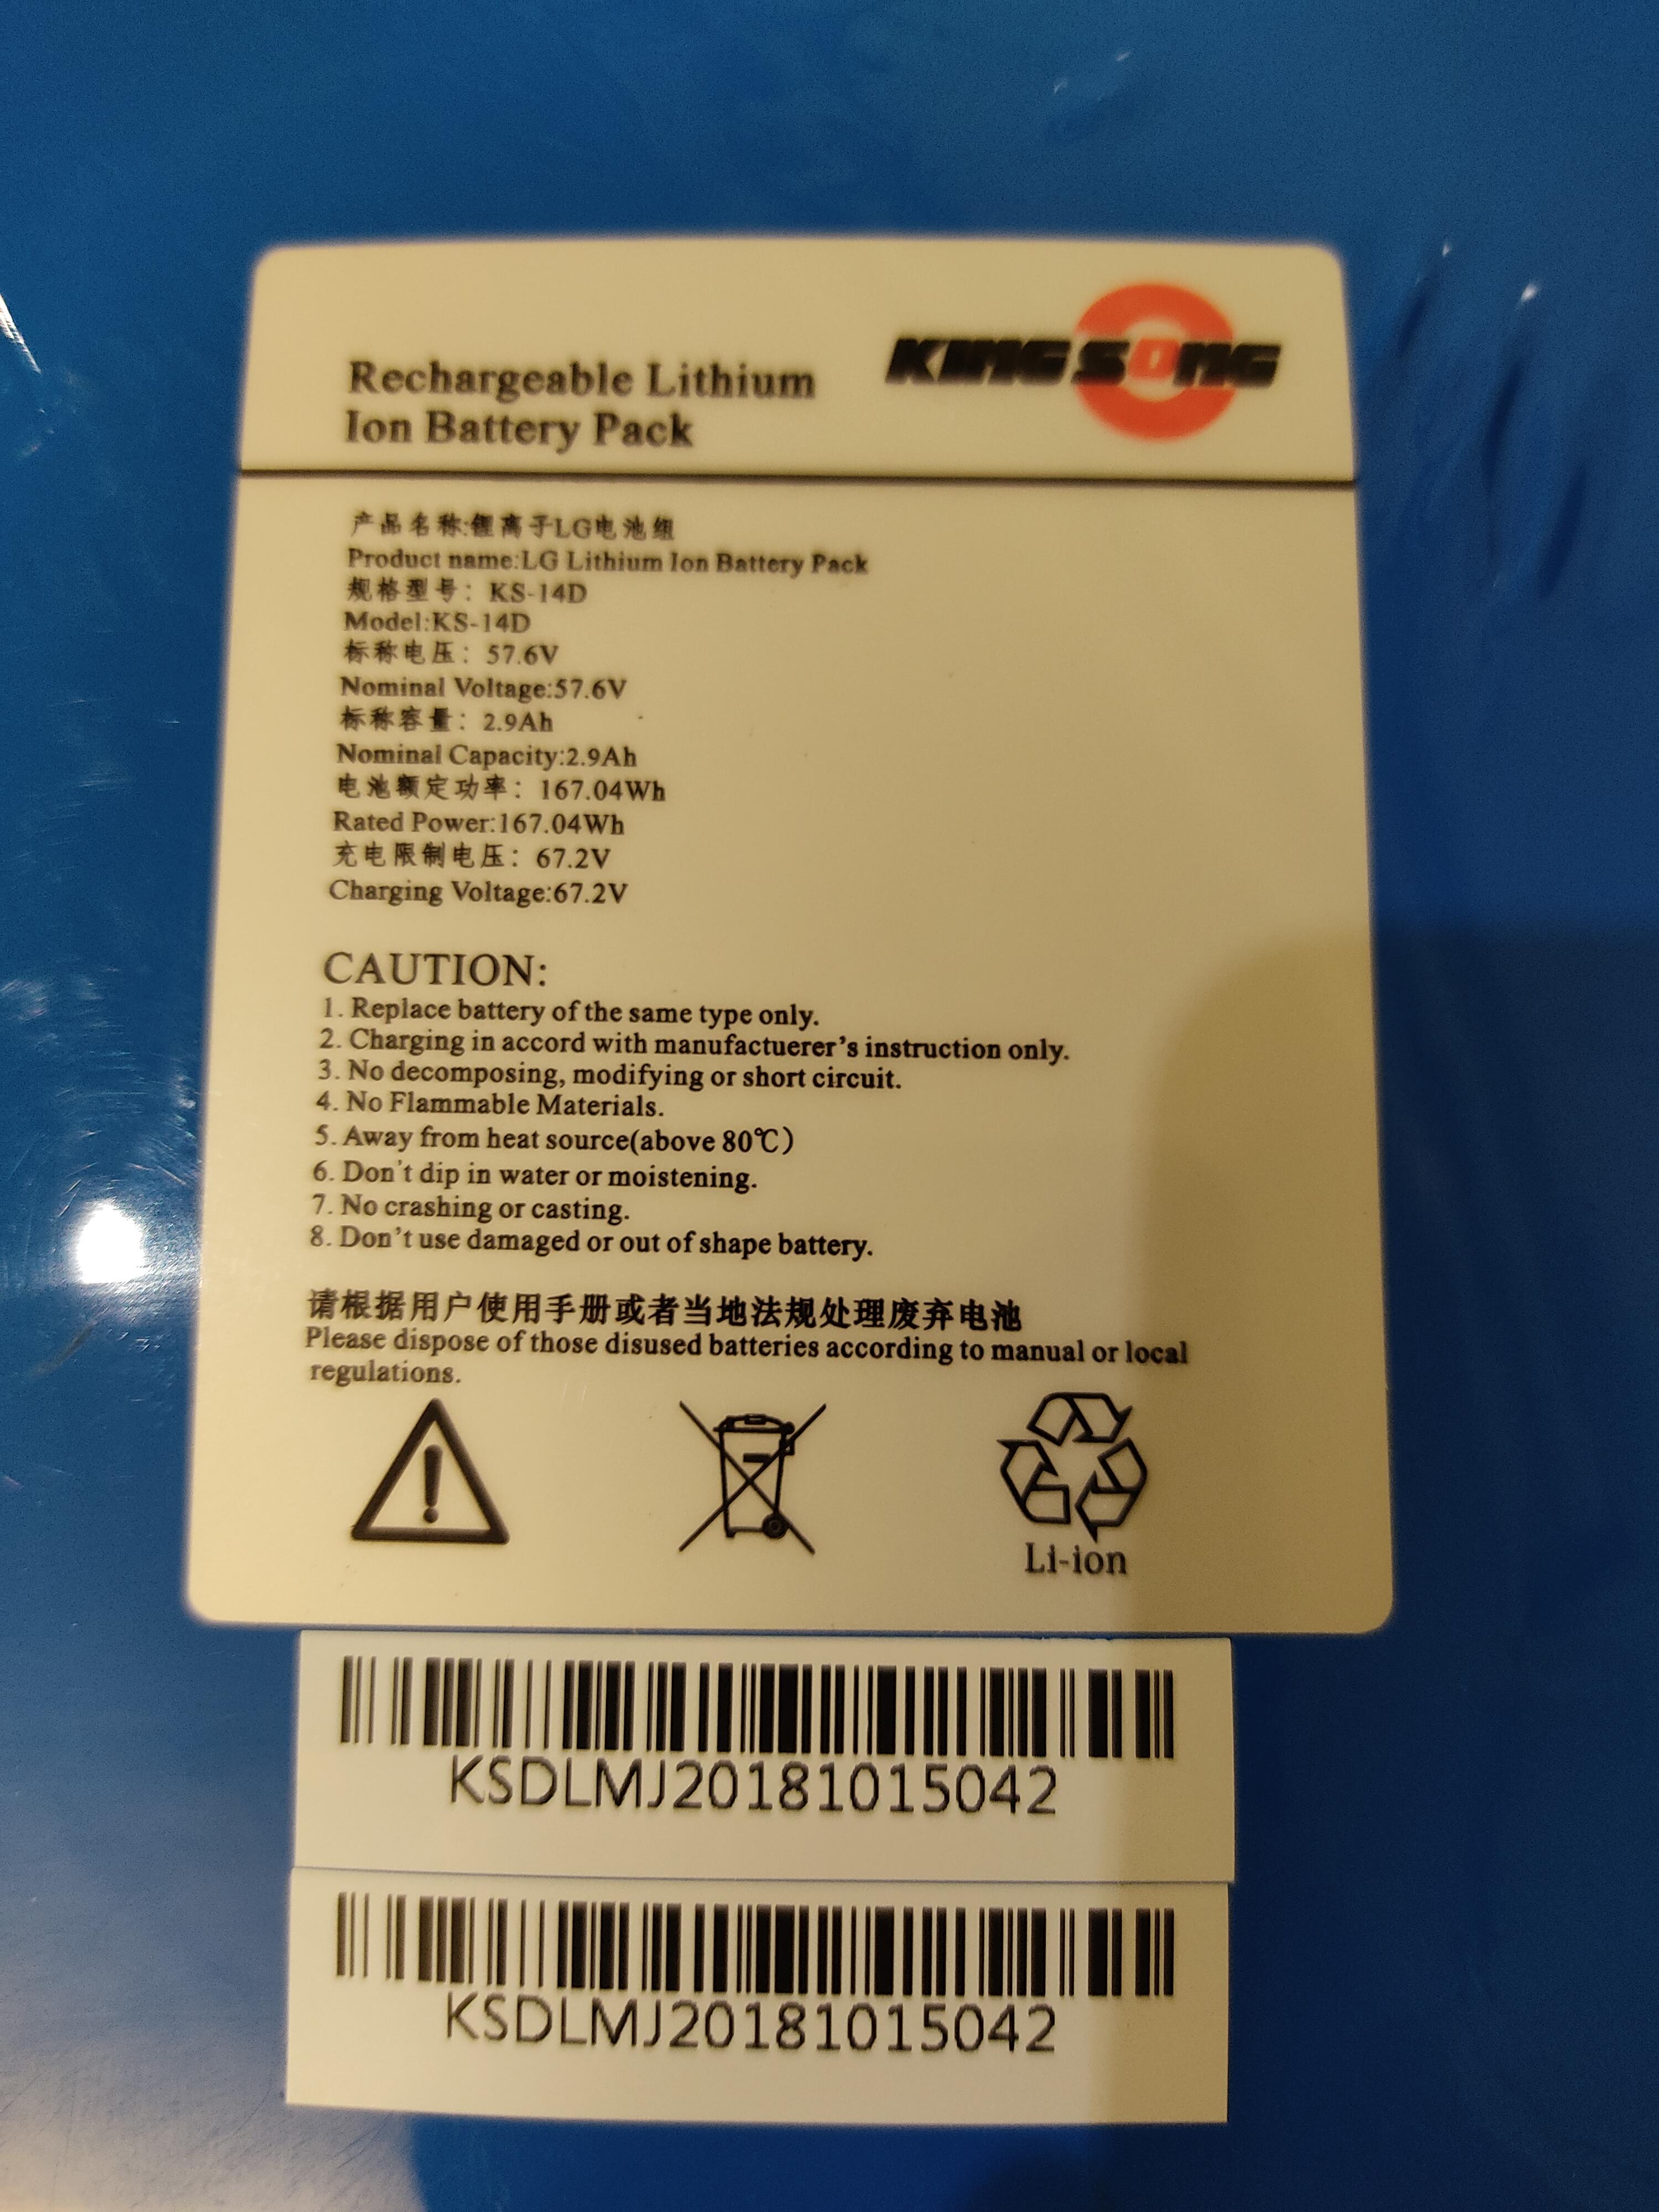 Rechargeable Lithium
Ion Battery Pack
KING SONG
产品名称:锂离子LG电池组
Product name:LG Lithium Ion Battery Pack
规格型号：KS-14D
Model:KS-14D
标称电压：57.6V
Nominal Voltage:57.6V
标称容量：2.9Ah
Nominal Capacity:2.9Ah
电池额定功率：167.04Wh
Rated Power:167.04Wh
充电限制电压：67.2V
Charging Voltage:67.2V
CAUTION:
1. Replace battery of the same type only.
2. Charging in accord with manufactuerer's instruction only.
3. No decomposing, modifying or short circuit.
4. No Flammable Materials.
5. Away from heat source(above 80℃)
6. Don't dip in water or moistening.
7. No crashing or casting.
8. Don't use damaged or out of shape battery.
请根据用户使用手册或者当地法规处理废弃电池
Please dispose of those disused batteries according to manual or local
regulations.
Li-ion
KSDLMJ20181015042
KSDLMJ20181015042